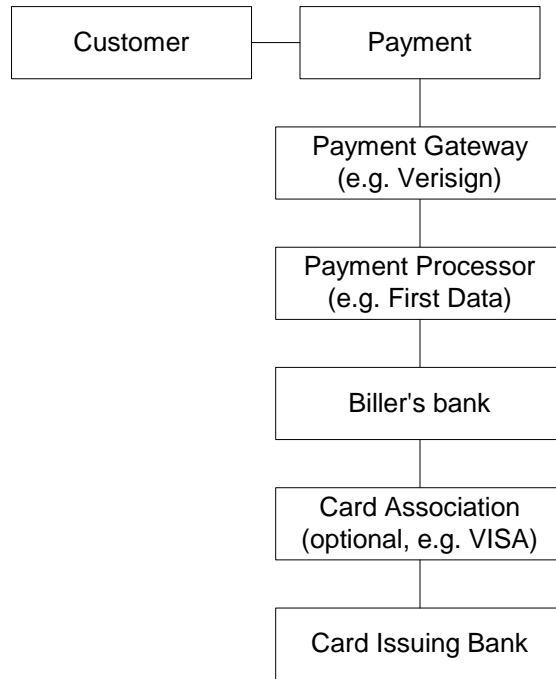 Customer
Payment
Payment Gateway
(e.g. Verisign)
Payment Processor
(e.g. First Data)
Biller's bank
Card Association
(optional, e.g. VISA)
Card Issuing Bank